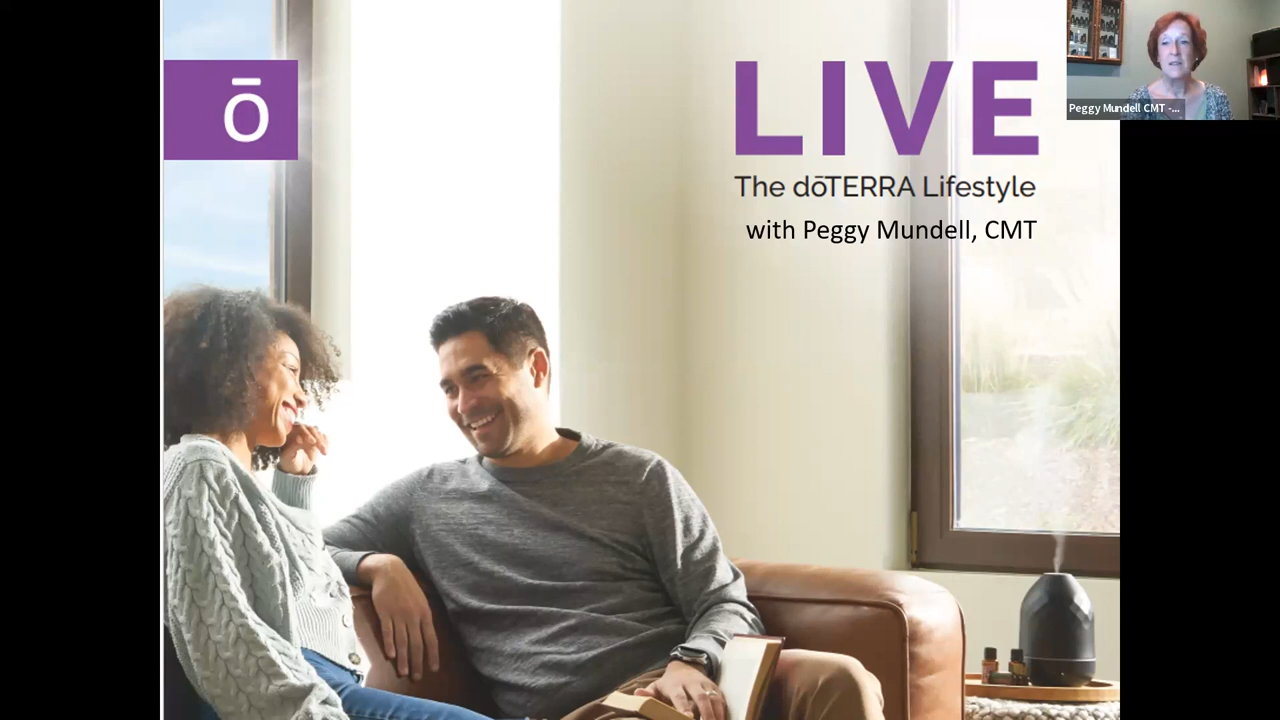 ō
LIVE
The dōTERRA Lifestyle
with Peggy Mundell, CMT
Peggy Mundell CMT -...